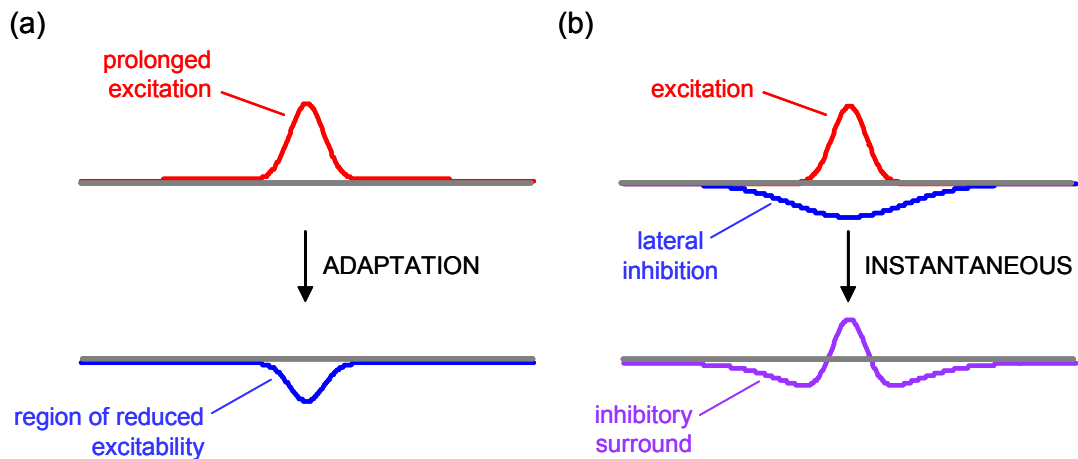 (a)
prolonged
excitation
ADAPTATION
region of reduced
excitability
(b)
excitation
lateral
inhibition
INSTANTANEOUS
inhibitory
surround